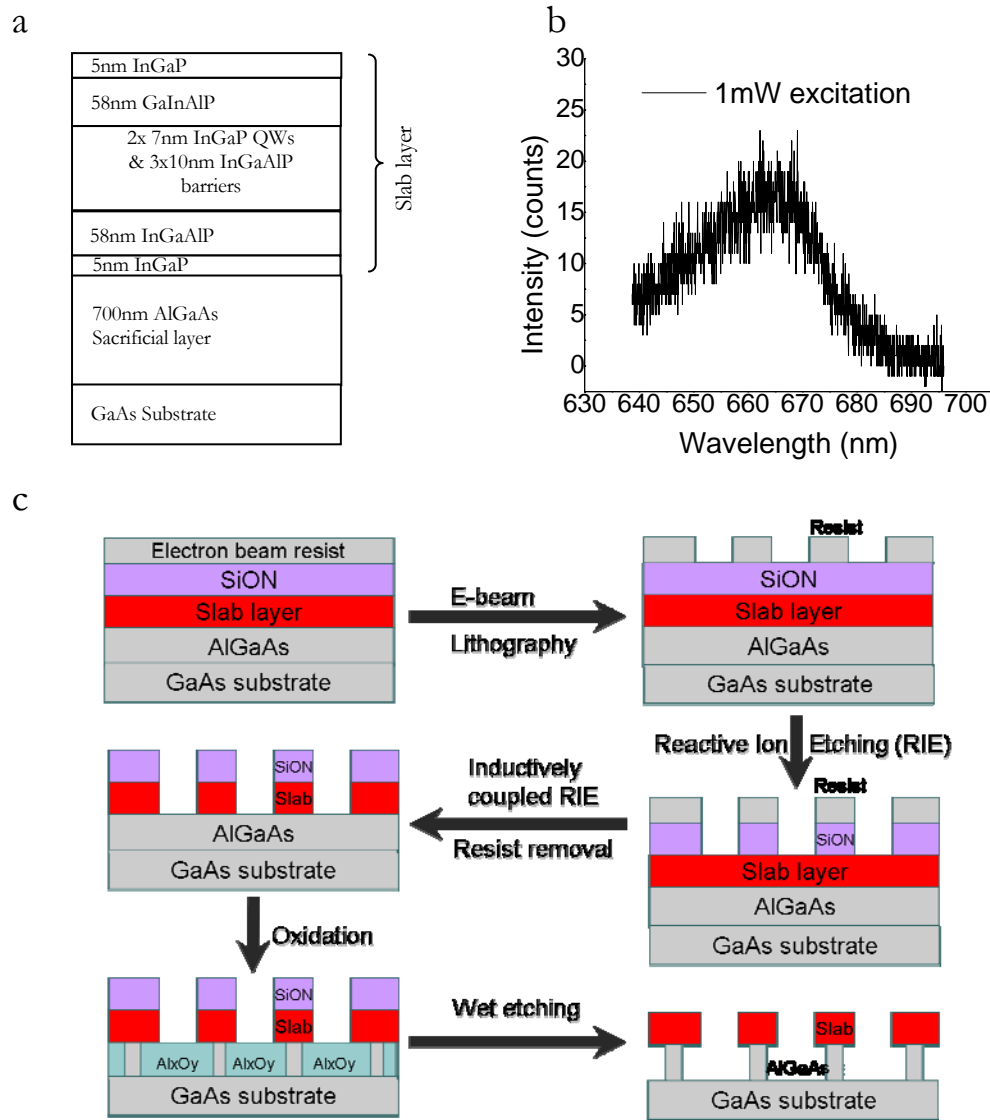 a
5nm InGaP
58nm GaInAlP
2x 7nm InGaP QWs
& 3x10nm InGaAlP
barriers
58nm InGaAlP
5nm InGaP
700nm AlGaAs
Sacrificial layer
GaAs Substrate
Slab layer
b
30
25
20
15
10
5
0
Intensity (counts)
1mW excitation
630 640 650 660 670 680 690 700
Wavelength (nm)
c
Electron beam resist
SiON
Slab layer
AlGaAs
GaAs substrate
E-beam
Lithography
Resist
SiON
Slab layer
AlGaAs
GaAs substrate
Reactive Ion Etching (RIE)
Resist
SiON
Slab layer
AlGaAs
GaAs substrate
Inductively
coupled RIE
Resist removal
SiON
Slab
AlGaAs
GaAs substrate
Oxidation
SiON
Slab
AlxOy AlxOy AlxOy
GaAs substrate
Wet etching
Slab
AlGaAs
GaAs substrate